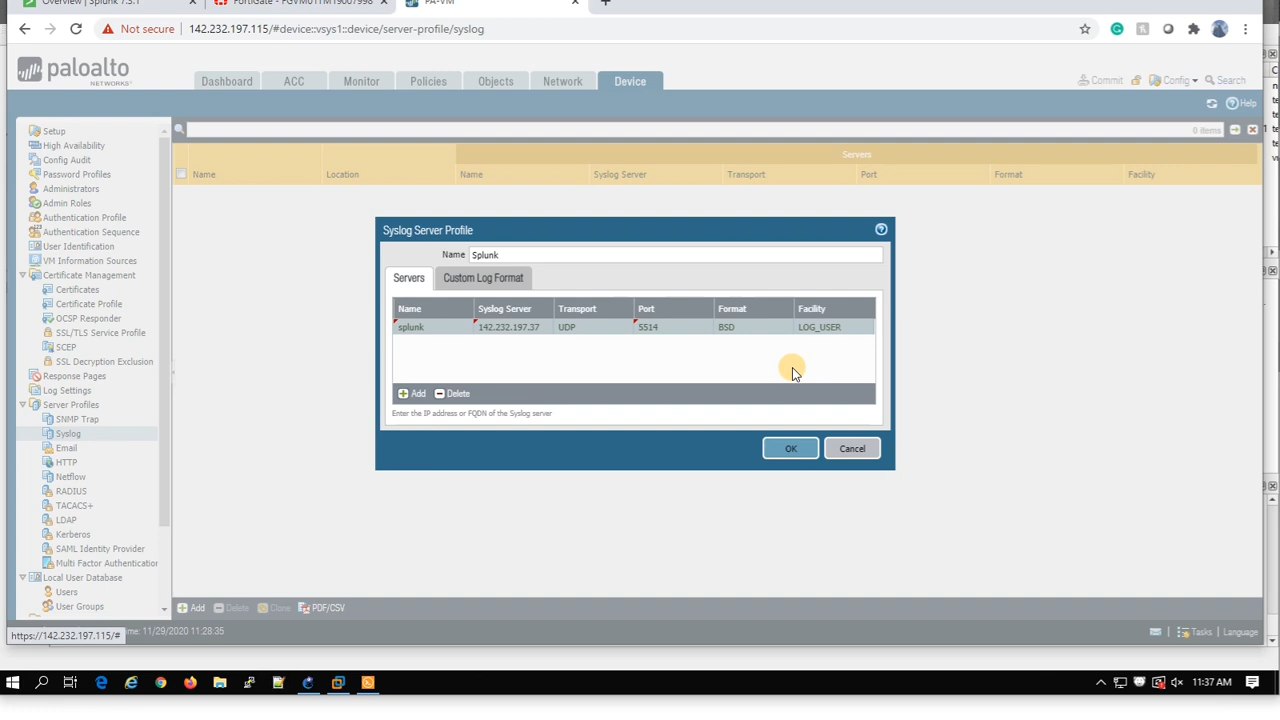 Overview | Splunk 7.3.1
FortiGate - FGVM01TM19007998
PA-VM
Not secure 142.232.197.115/#device::vsys1::device/server-profile/syslog
paloalto
NETWORKS
Dashboard ACC Monitor Policies Objects Network Device
Commit Config Search
Help
0 items
Servers
Name Location Name Syslog Server Transport Port Format Facility
Setup
High Availability
Config Audit
Password Profiles
Administrators
Admin Roles
Authentication Profile
Authentication Sequence
User Identification
VM Information Sources
Certificate Management
Certificates
Certificate Profile
OCSP Responder
SSL/TLS Service Profile
SCEP
SSL Decryption Exclusion
Response Pages
Log Settings
Server Profiles
SNMP Trap
Syslog
Email
HTTP
Netflow
RADIUS
TACACS+
LDAP
Kerberos
SAML Identity Provider
Multi Factor Authentication
Local User Database
Users
User Groups
Syslog Server Profile
Name Splunk
Servers Custom Log Format
Name Syslog Server Transport Port Format Facility
splunk 142.232.197.37 UDP 5514 BSD LOG_USER
Add Delete
Enter the IP address or FQDN of the Syslog server
OK Cancel
Add Delete Clone PDF/CSV
https://142.232.197.115/# me: 11/29/2020 11:28:35
Tasks Language
11:37 AM